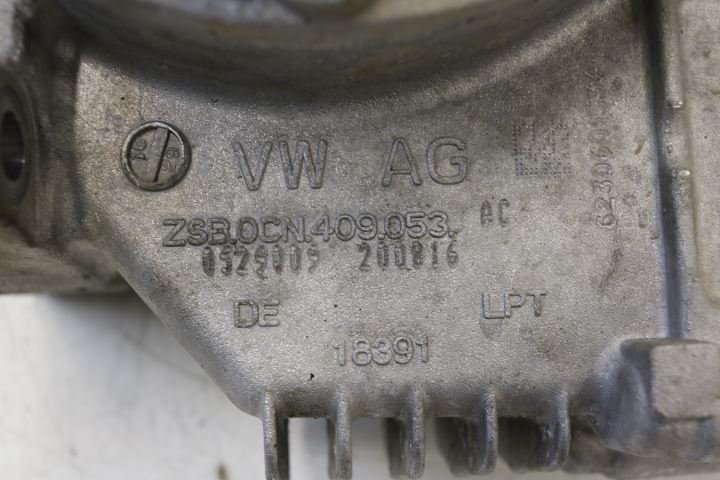 VW AG
ZSB.0CN.409.053. AC
0529009 200816
DE LPT
18391